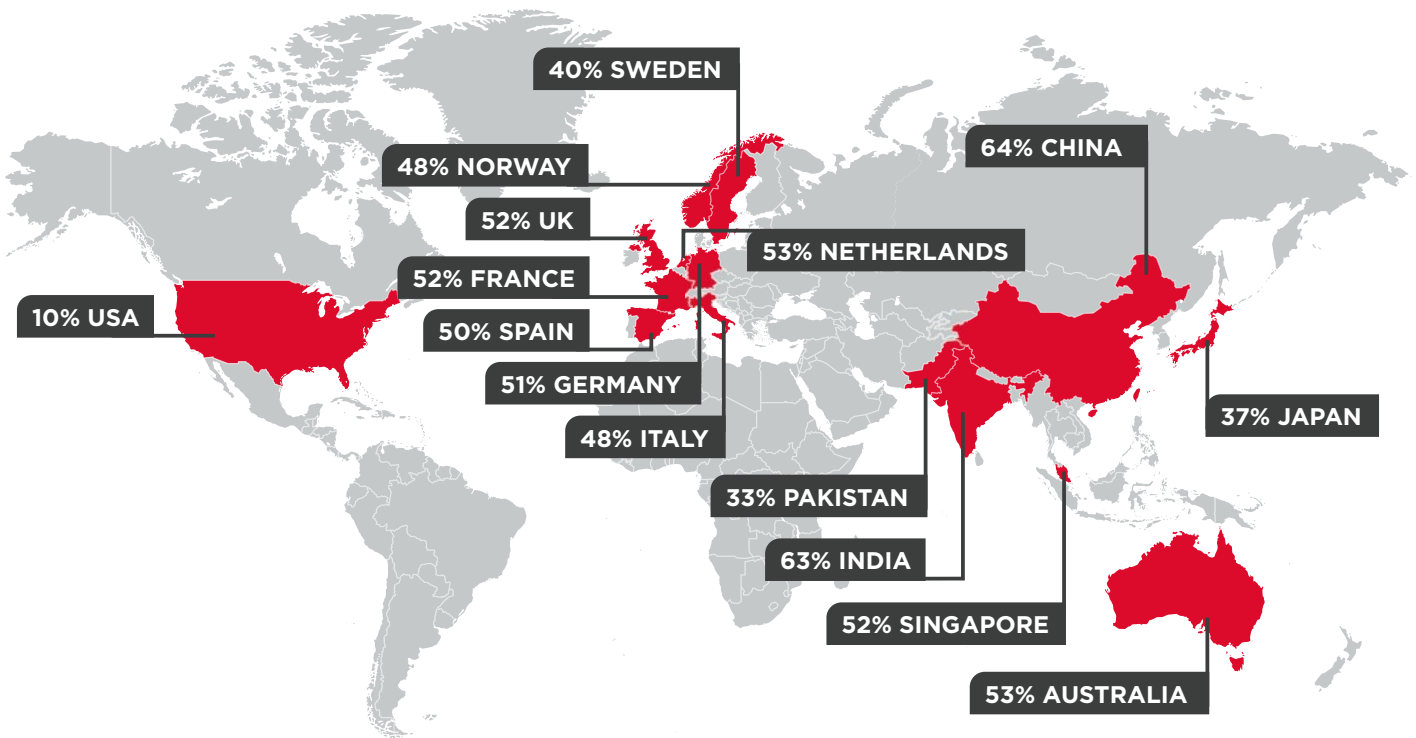 40% SWEDEN
64% CHINA
48% NORWAY
52% UK
53% NETHERLANDS
52% FRANCE
10% USA
50% SPAIN
51% GERMANY
37% JAPAN
48% ITALY
33% PAKISTAN
63% INDIA
52% SINGAPORE
53% AUSTRALIA